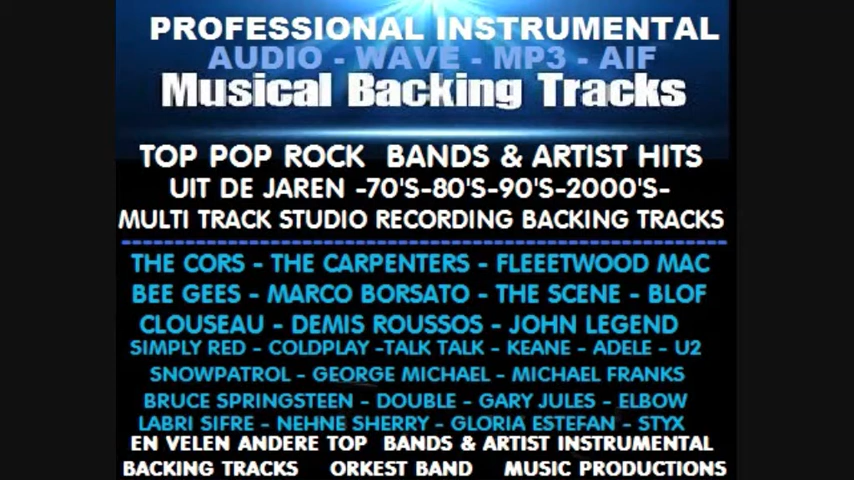 PROFESSIONAL INSTRUMENTAL
AUDIO - WAVE - MP3 - AIF
Musical Backing Tracks
TOP POP ROCK BANDS & ARTIST HITS
UIT DE JAREN -70'S-80'S-90'S-2000'S-
MULTI TRACK STUDIO RECORDING BACKING TRACKS
THE CORS - THE CARPENTERS - FLEEETWOOD MAC
BEE GEES - MARCO BORSATO - THE SCENE - BLOF
CLOUSEAU - DEMIS ROUSSOS - JOHN LEGEND
SIMPLY RED - COLDPLAY -TALK TALK - KEANE - ADELE - U2
SNOWPATROL - GEORGE MICHAEL - MICHAEL FRANKS
BRUCE SPRINGSTEEN - DOUBLE - GARY JULES - ELBOW
LABRI SIFRE - NEHNE SHERRY - GLORIA ESTEFAN - STYX
EN VELEN ANDERE TOP BANDS & ARTIST INSTRUMENTAL
BACKING TRACKS ORKEST BAND MUSIC PRODUCTIONS